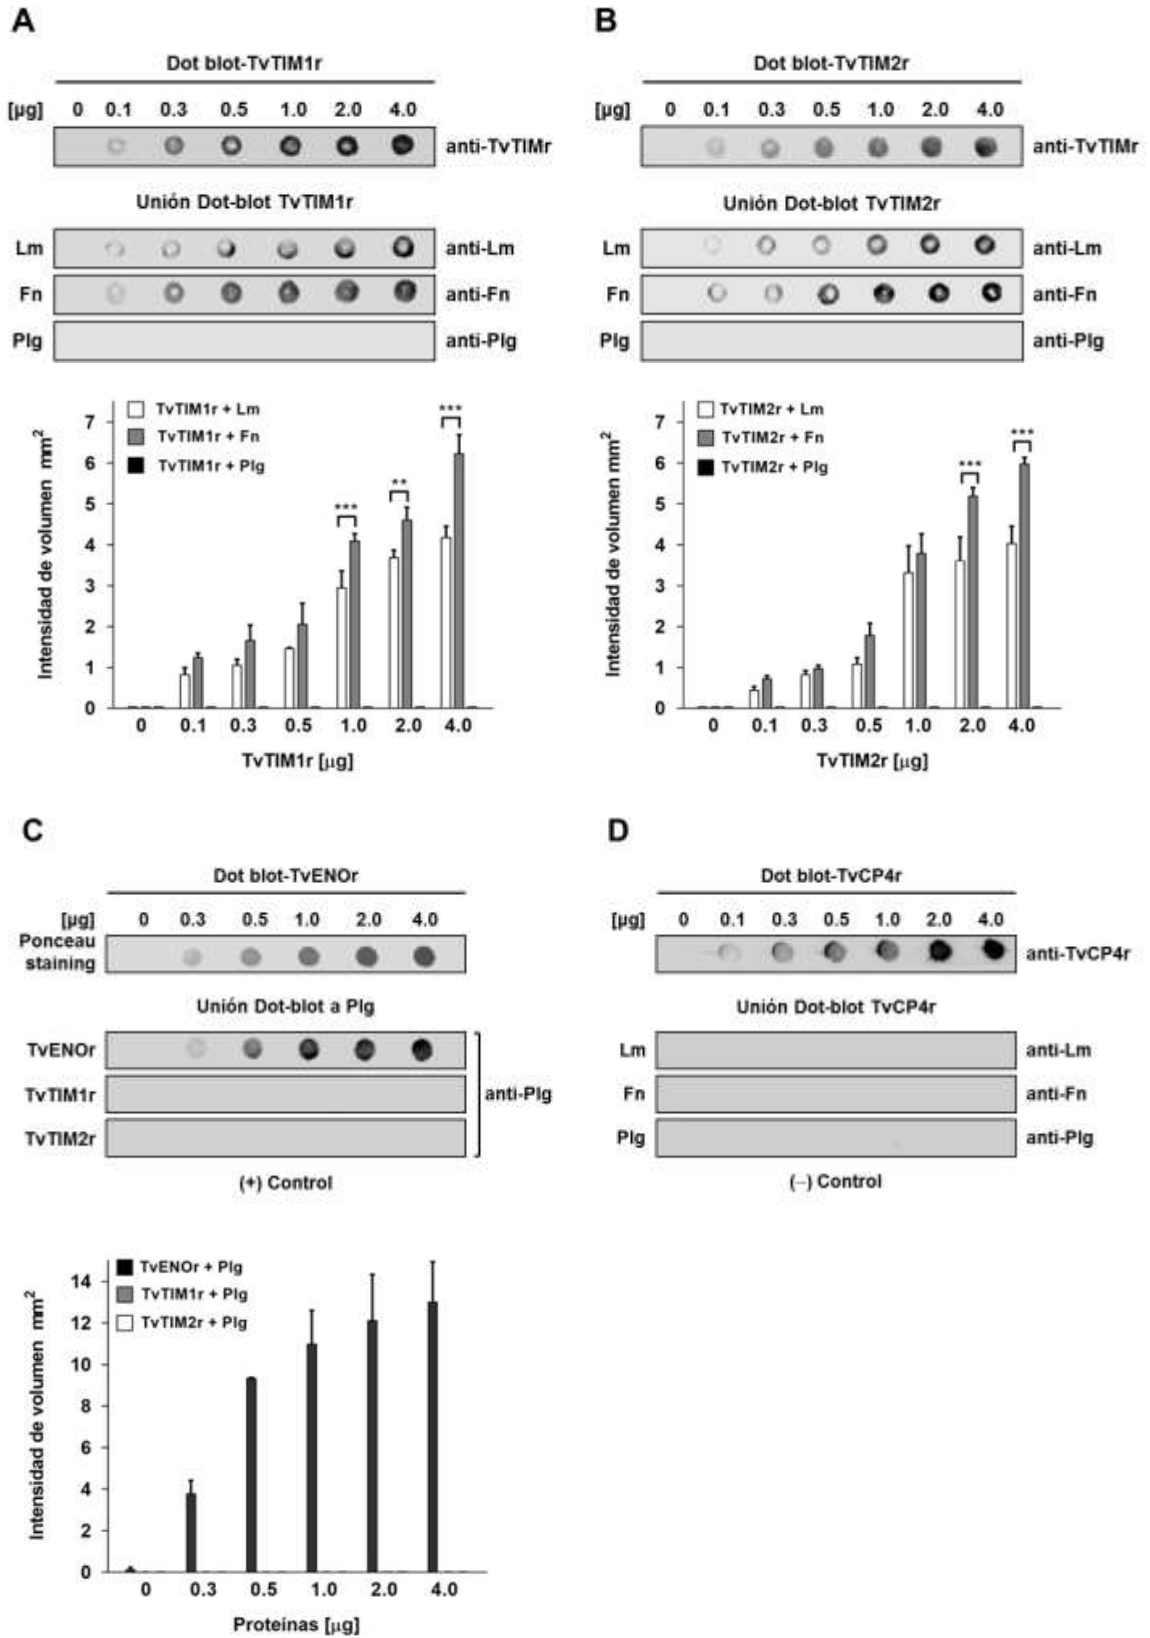 A
Dot blot-TvTIM1r
[µg] 0 0.1 0.3 0.5 1.0 2.0 4.0
anti-TvTIMr
Unión Dot-blot TvTIM1r
Lm anti-Lm
Fn anti-Fn
Plg anti-Plg
Intensidad de volumen mm²
7
6
5
4
3
2
1
0
TvTIM1r + Lm
TvTIM1r + Fn
TvTIM1r + Plg
***
**
***
0 0.1 0.3 0.5 1.0 2.0 4.0
TvTIM1r [µg]
B
Dot blot-TvTIM2r
[µg] 0 0.1 0.3 0.5 1.0 2.0 4.0
anti-TvTIMr
Unión Dot-blot TvTIM2r
Lm anti-Lm
Fn anti-Fn
Plg anti-Plg
Intensidad de volumen mm²
7
6
5
4
3
2
1
0
TvTIM2r + Lm
TvTIM2r + Fn
TvTIM2r + Plg
***
***
0 0.1 0.3 0.5 1.0 2.0 4.0
TvTIM2r [µg]
C
Dot blot-TvENOr
[µg] 0 0.3 0.5 1.0 2.0 4.0
Ponceau
staining
Unión Dot-blot a Plg
TvENOr
TvTIM1r anti-Plg
TvTIM2r
(+) Control
Intensidad de volumen mm²
14
12
10
8
6
4
2
0
TvENOr + Plg
TvTIM1r + Plg
TvTIM2r + Plg
0 0.3 0.5 1.0 2.0 4.0
Proteínas [µg]
D
Dot blot-TvCP4r
[µg] 0 0.1 0.3 0.5 1.0 2.0 4.0
anti-TvCP4r
Unión Dot-blot TvCP4r
Lm anti-Lm
Fn anti-Fn
Plg anti-Plg
(−) Control